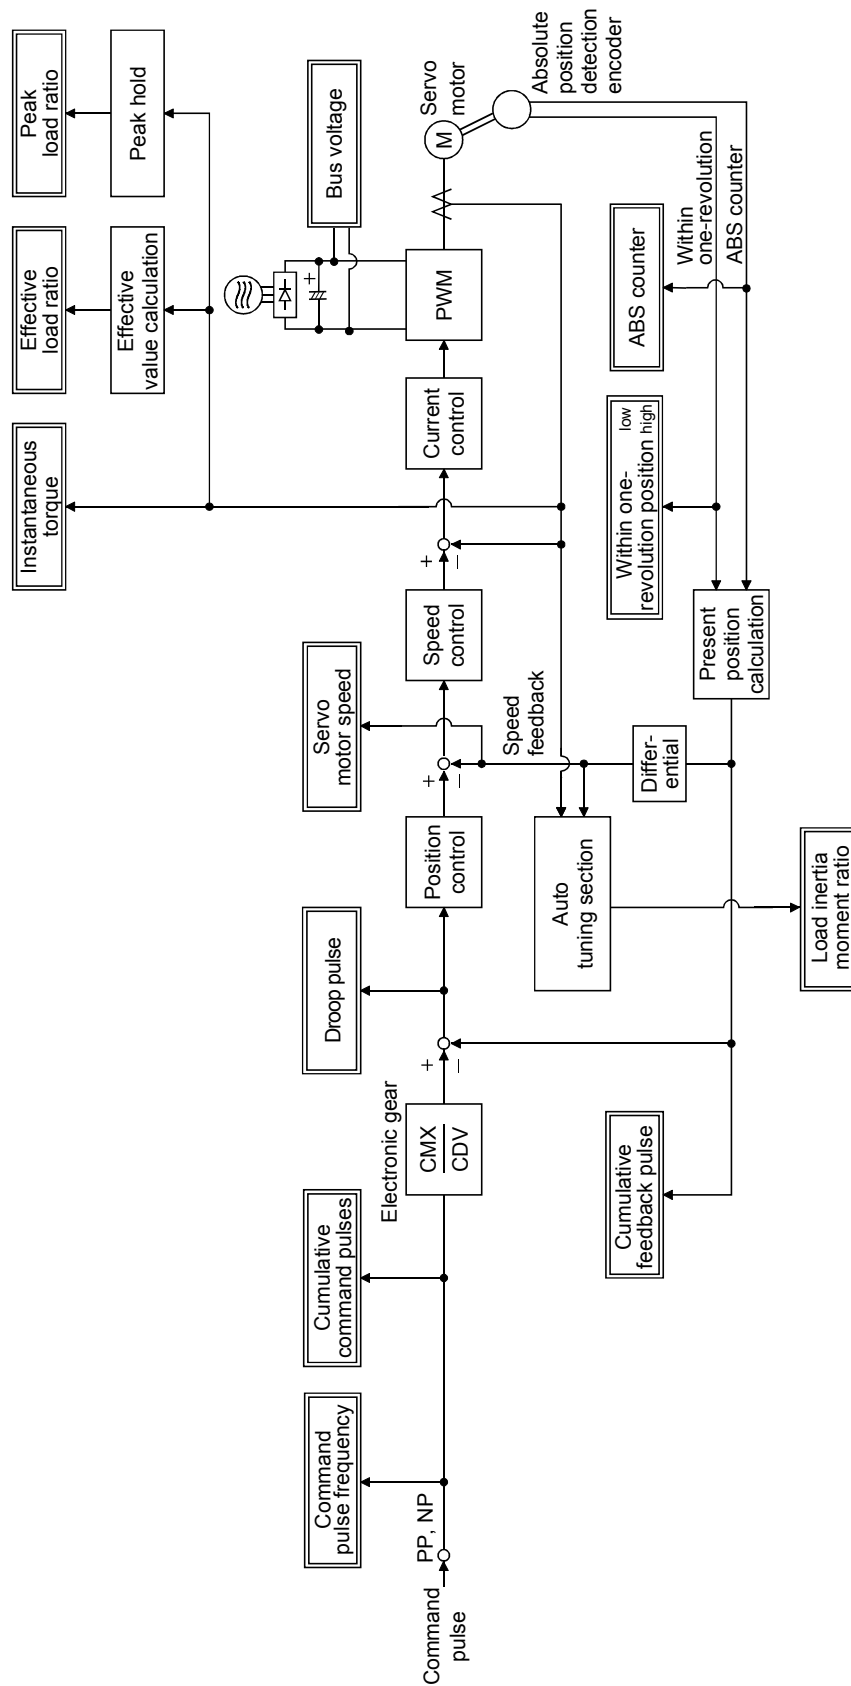 Command
pulse
PP, NP
Command
pulse frequency
Cumulative
command pulses
Electronic gear
CMX
CDV
+
−
Droop pulse
Position
control
+
−
Servo
motor speed
Speed
control
+
−
Instantaneous
torque
Current
control
Effective
load ratio
Effective
value calculation
Peak
load ratio
Peak hold
PWM
+
Bus voltage
Servo
motor
M
Absolute
position
detection
encoder
Cumulative
feedback pulse
Load inertia
moment ratio
Auto
tuning section
Speed
feedback
Differ-
ential
Present
position
calculation
Within one-
revolution position
low
high
ABS counter
Within
one-revolution
ABS counter